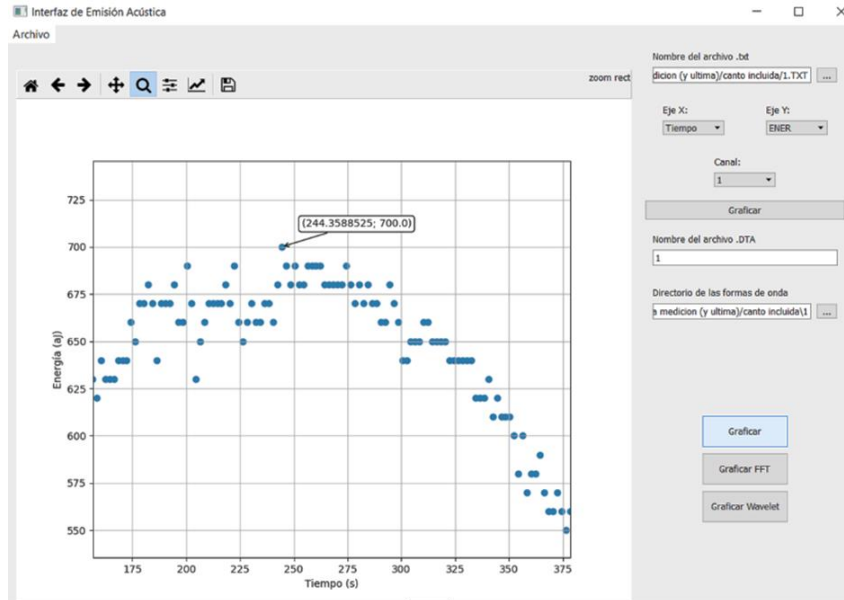 Interfaz de Emisión Acústica
Archivo
zoom rect
Nombre del archivo .txt
dicion (y ultima)/canto incluida/1.TXT
...
Eje X:
Eje Y:
Tiempo
ENER
Canal:
1
Graficar
Nombre del archivo .DTA
1
Directorio de las formas de onda
medicion (y ultima)/canto incluida\1
...
Graficar
Graficar FFT
Graficar Wavelet
(244.3588525; 700.0)
725
700
675
650
625
600
575
550
Energía (aJ)
175
200
225
250
275
300
325
350
375
Tiempo (s)